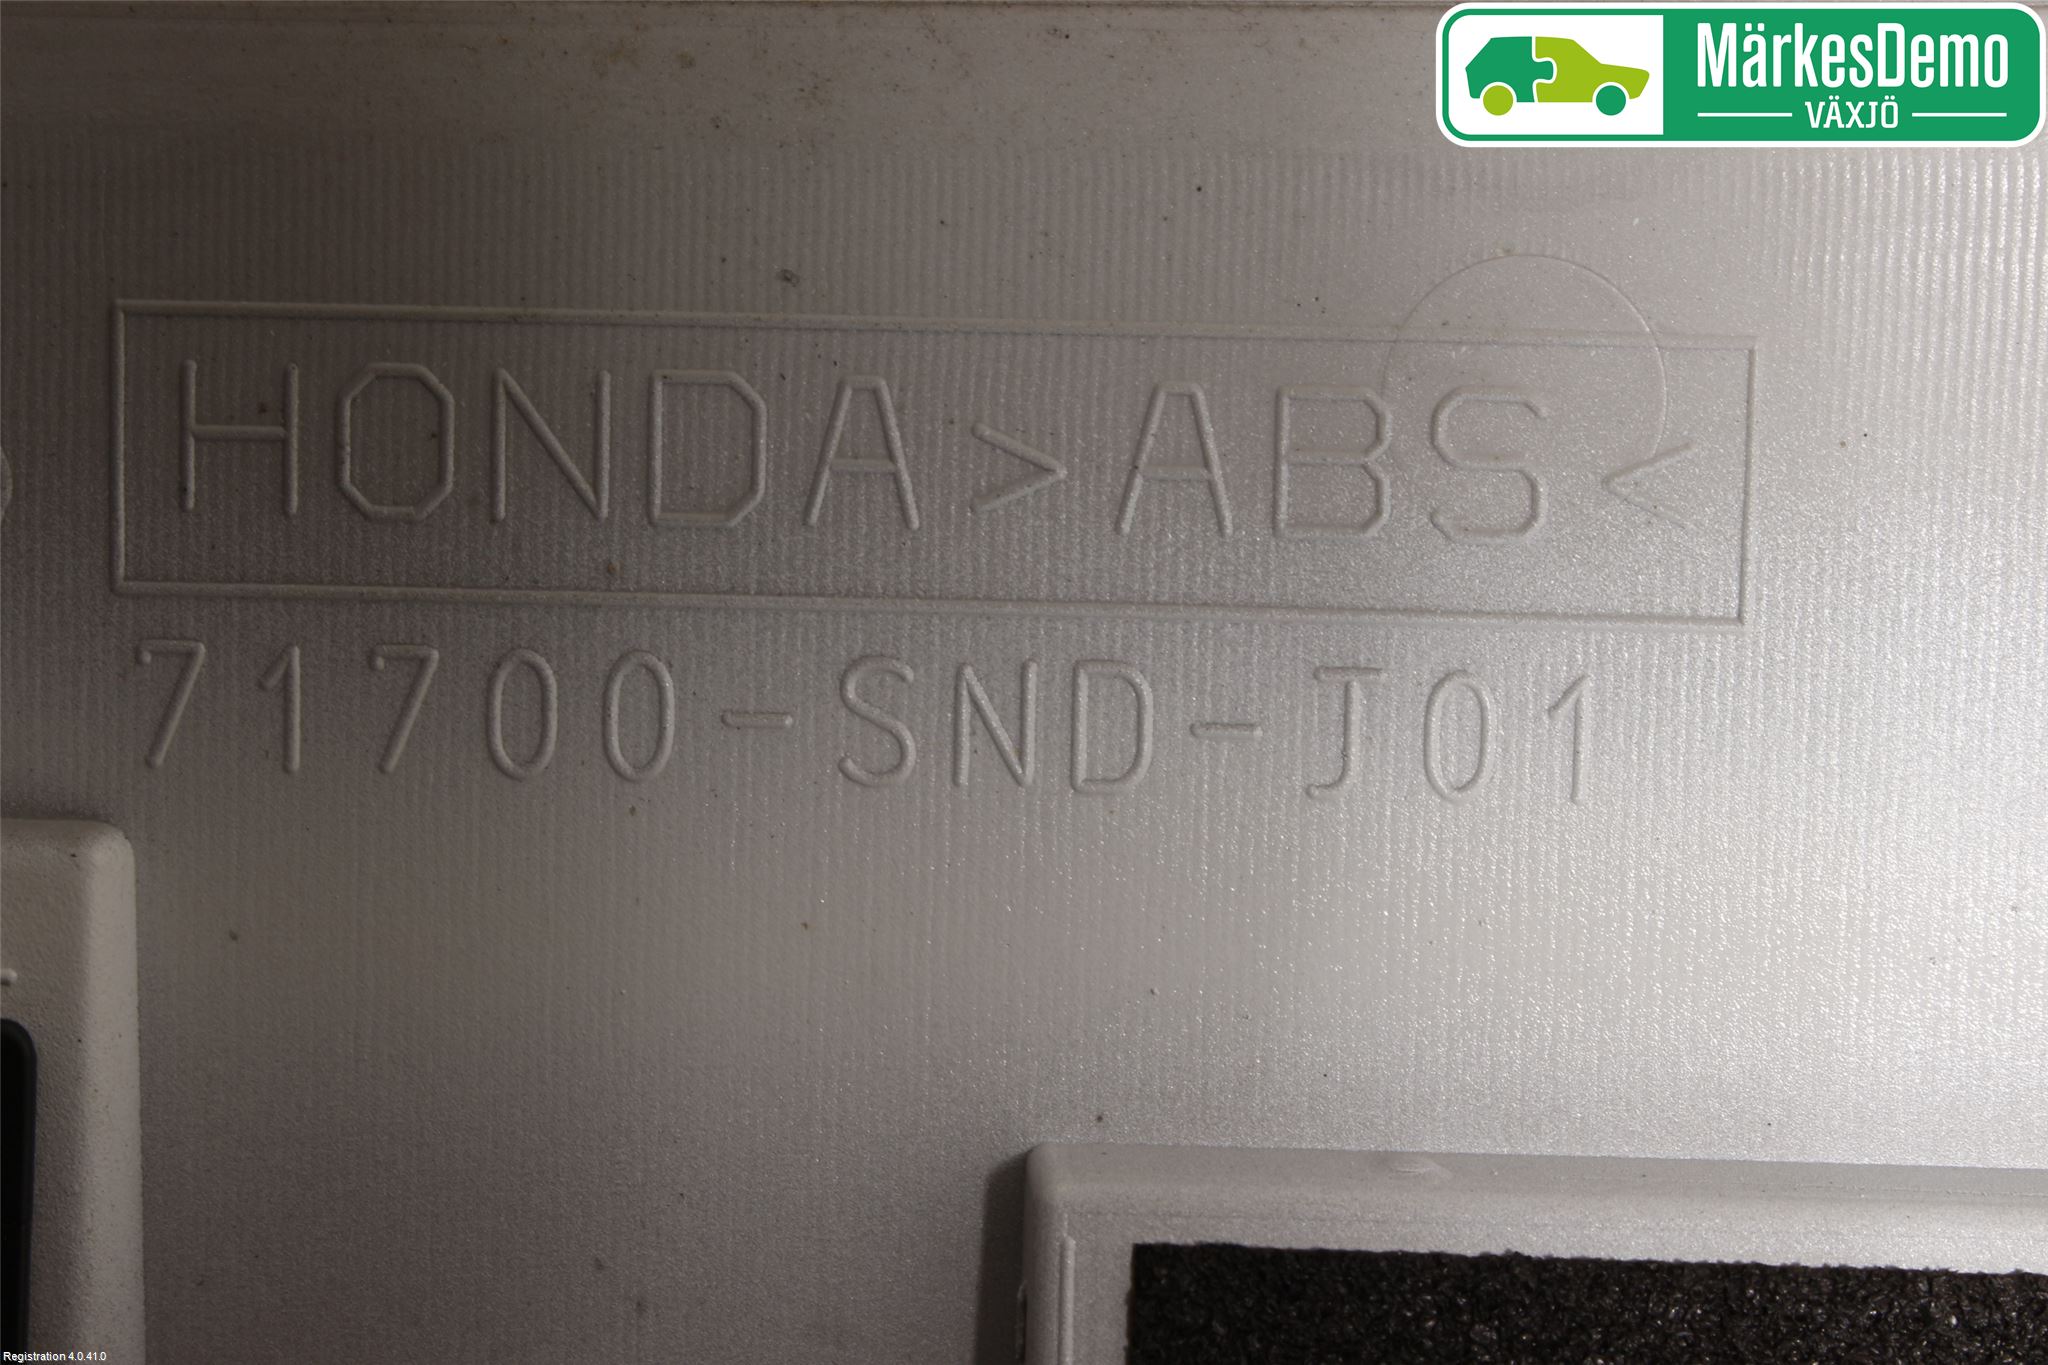 MärkesDemo
VÄXJÖ
HONDA>ABS<
71700-SND-J01
Registration 4.0.41.0